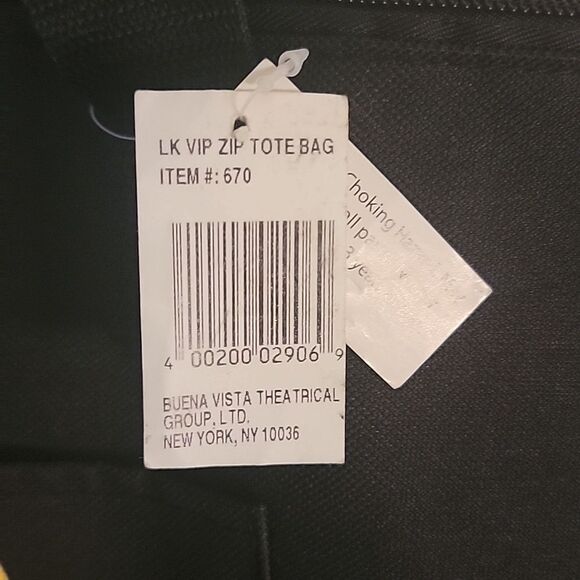 LK VIP ZIP TOTE BAG
ITEM #: 670
4 00200 02906 9
BUENA VISTA THEATRICAL
GROUP, LTD.
NEW YORK, NY 10036
Choking
3